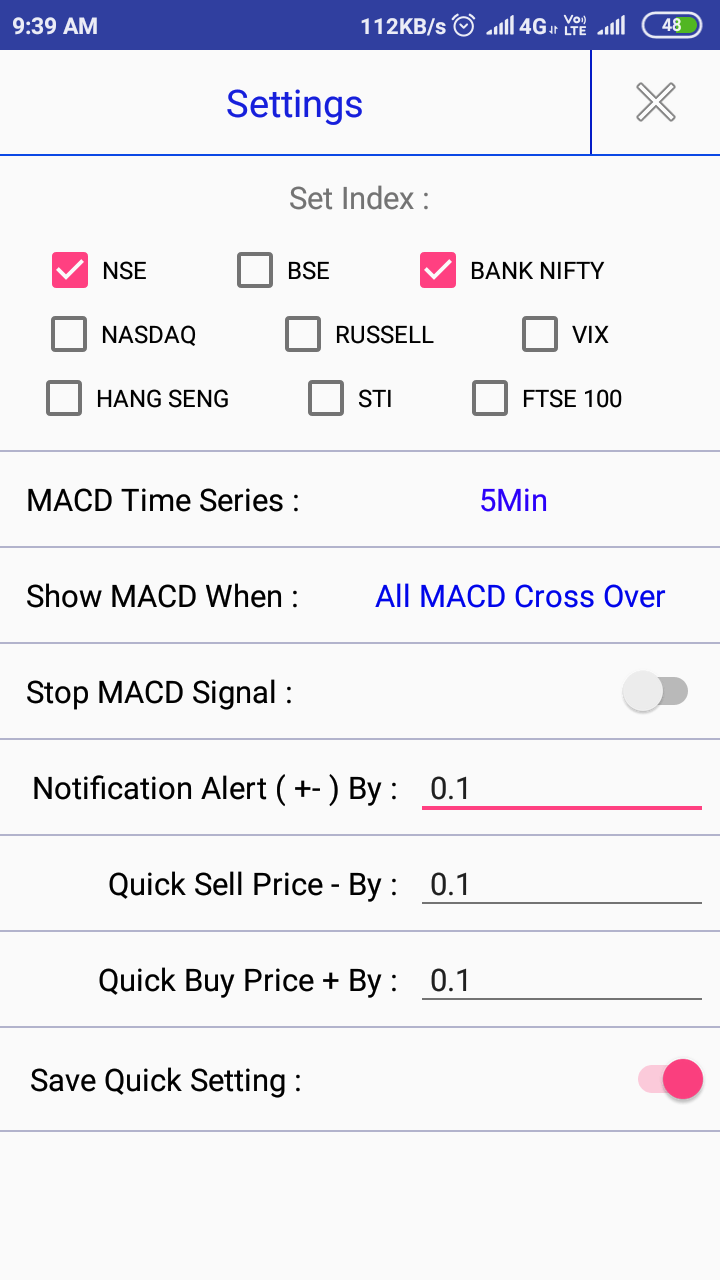 9:39 AM 112KB/s 4G Vo) LTE 48
Settings
Set Index :
NSE BSE BANK NIFTY
NASDAQ RUSSELL VIX
HANG SENG STI FTSE 100
MACD Time Series : 5Min
Show MACD When : All MACD Cross Over
Stop MACD Signal :
Notification Alert ( +- ) By : 0.1
Quick Sell Price - By : 0.1
Quick Buy Price + By : 0.1
Save Quick Setting :